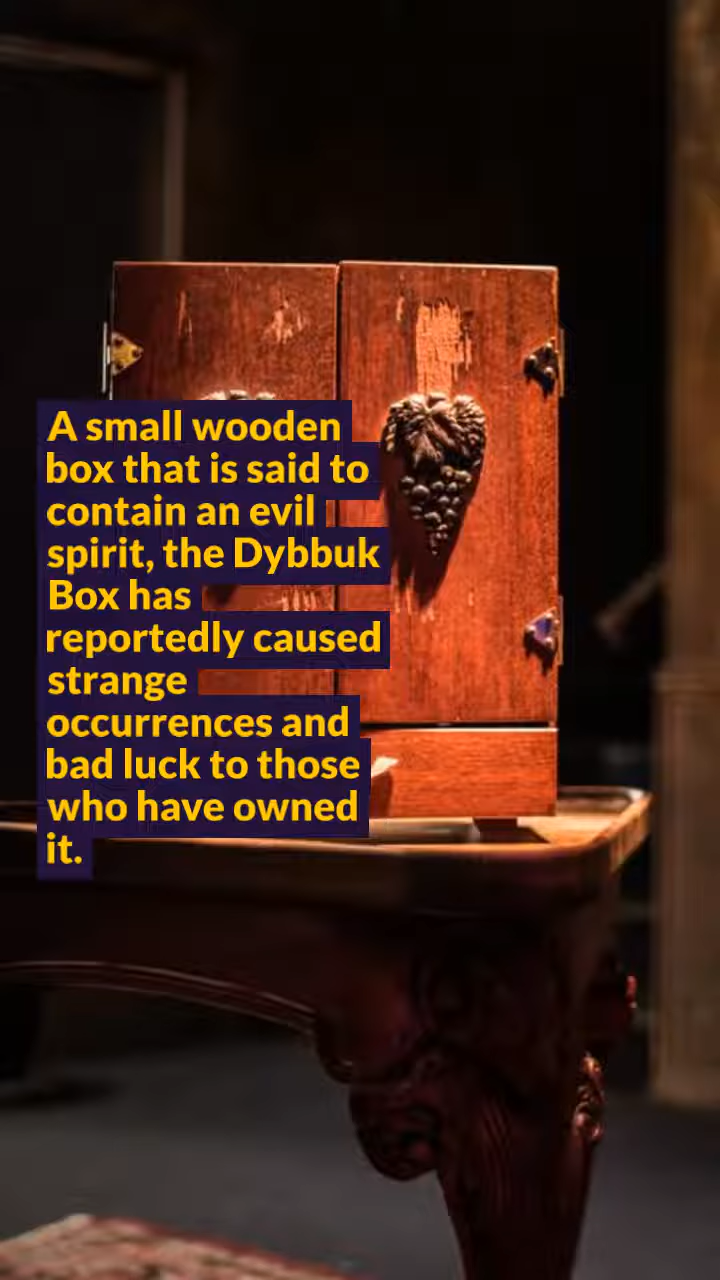 A small wooden
box that is said to
contain an evil
spirit, the Dybbuk
Box has
reportedly caused
strange
occurrences and
bad luck to those
who have owned
it.